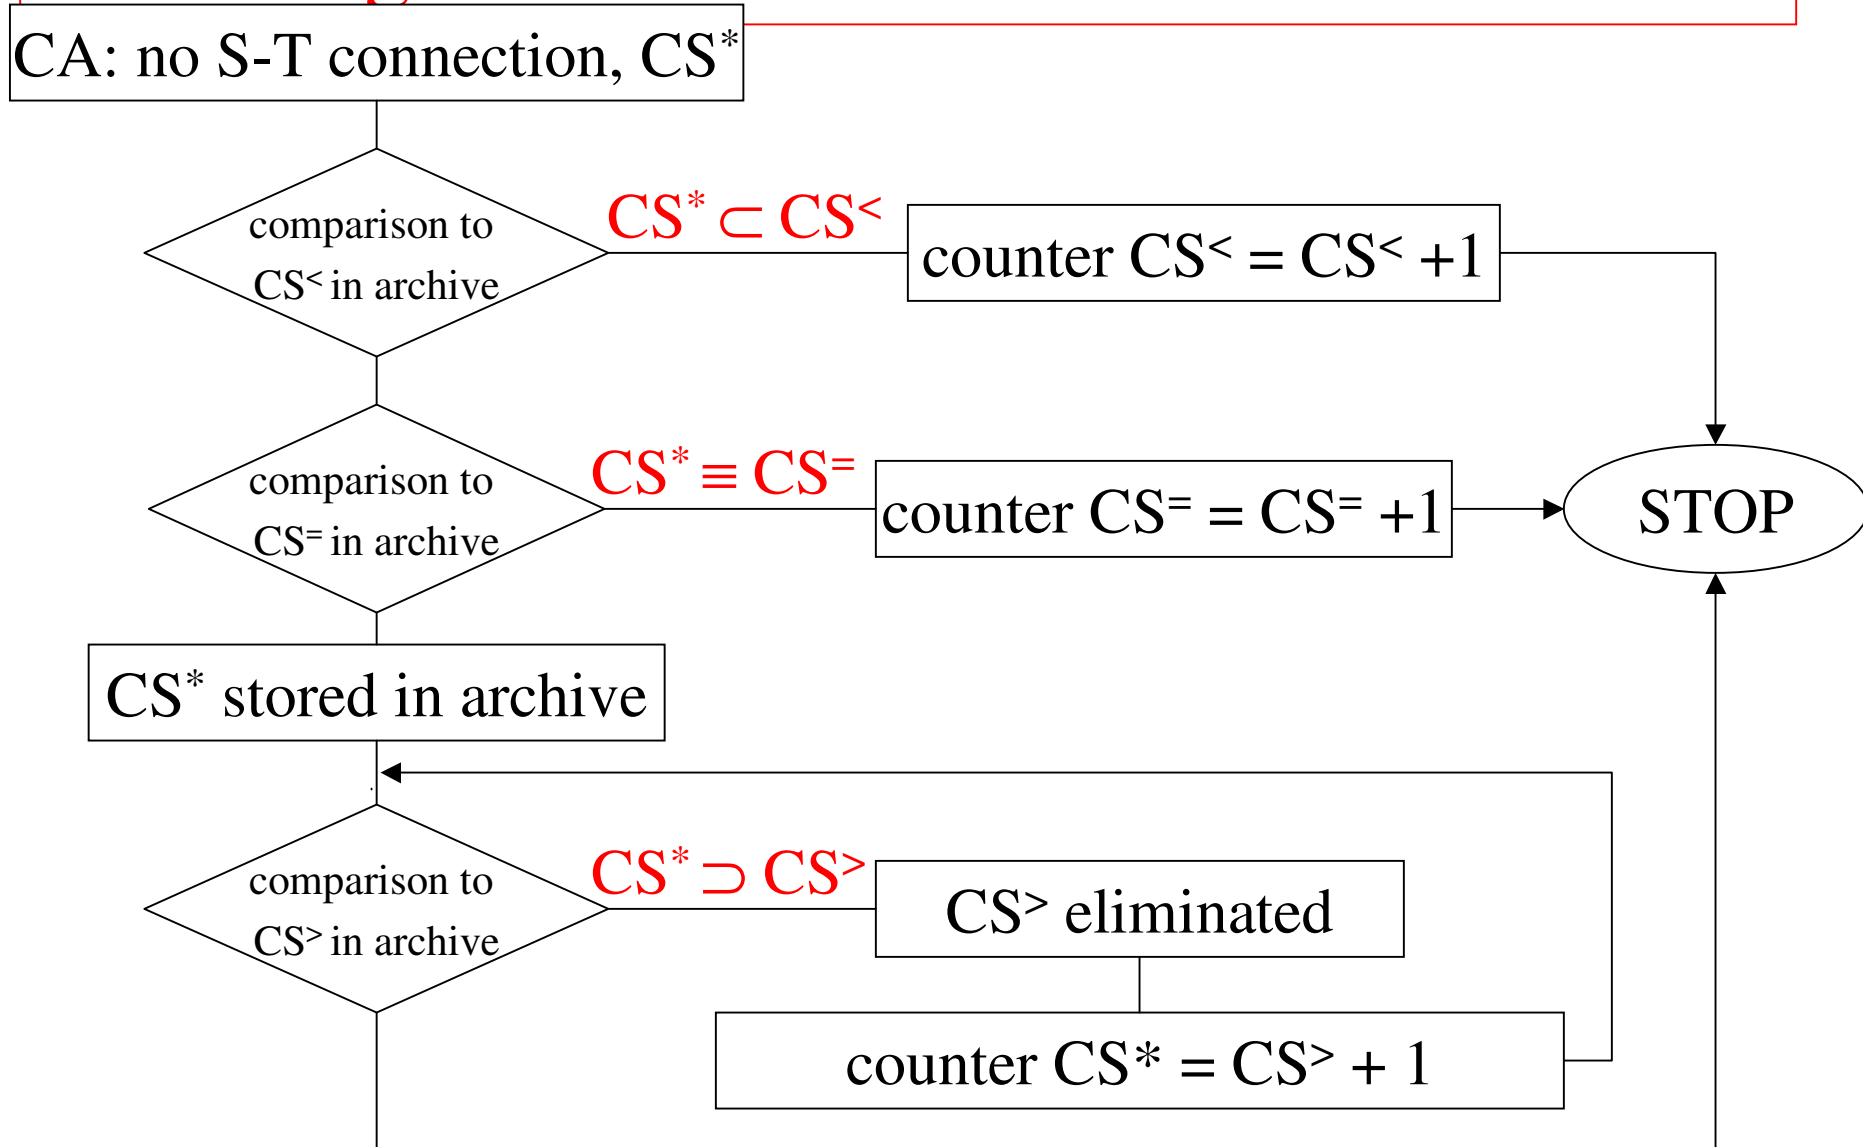 CA: no S-T connection, CS*
comparison to
CS< in archive
CS* ⊂ CS<
counter CS< = CS< +1
comparison to
CS= in archive
CS* ≡ CS=
counter CS= = CS= +1
STOP
CS* stored in archive
comparison to
CS> in archive
CS* ⊃ CS>
CS> eliminated
counter CS* = CS> + 1